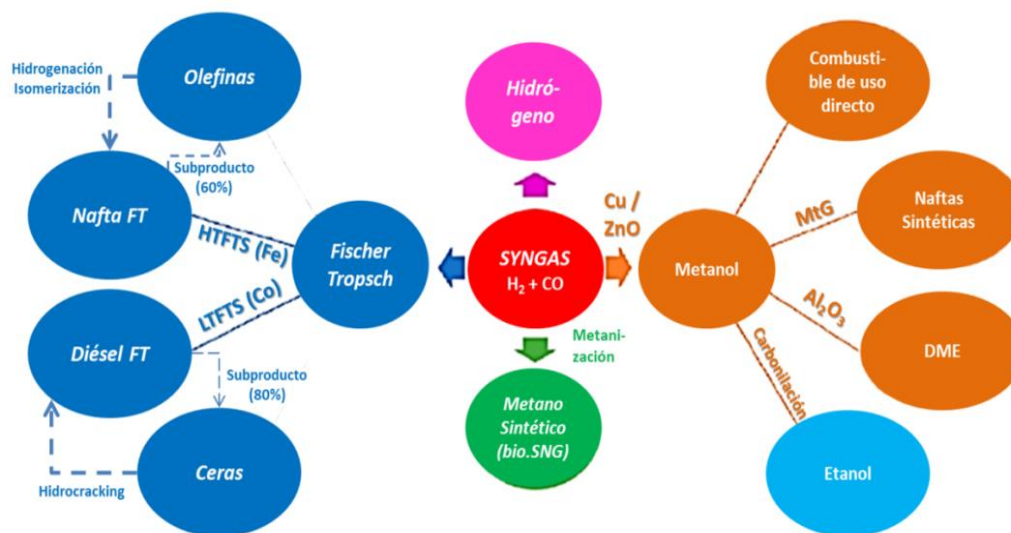 Hidrogenación
Isomerización
Olefinas
Subproducto
(60%)
Nafta FT
HTFTS (Fe)
Fischer
Tropsch
LTFTS (Co)
Diésel FT
Subproducto
(80%)
Hidrocracking
Ceras
Hidró-
geno
SYNGAS
H₂ + CO
Metani-
zación
Metano
Sintético
(bio.SNG)
Cu /
ZnO
Metanol
Combusti-
ble de uso
directo
MtG
Naftas
Sintéticas
Al₂O₃
DME
Carbonilación
Etanol